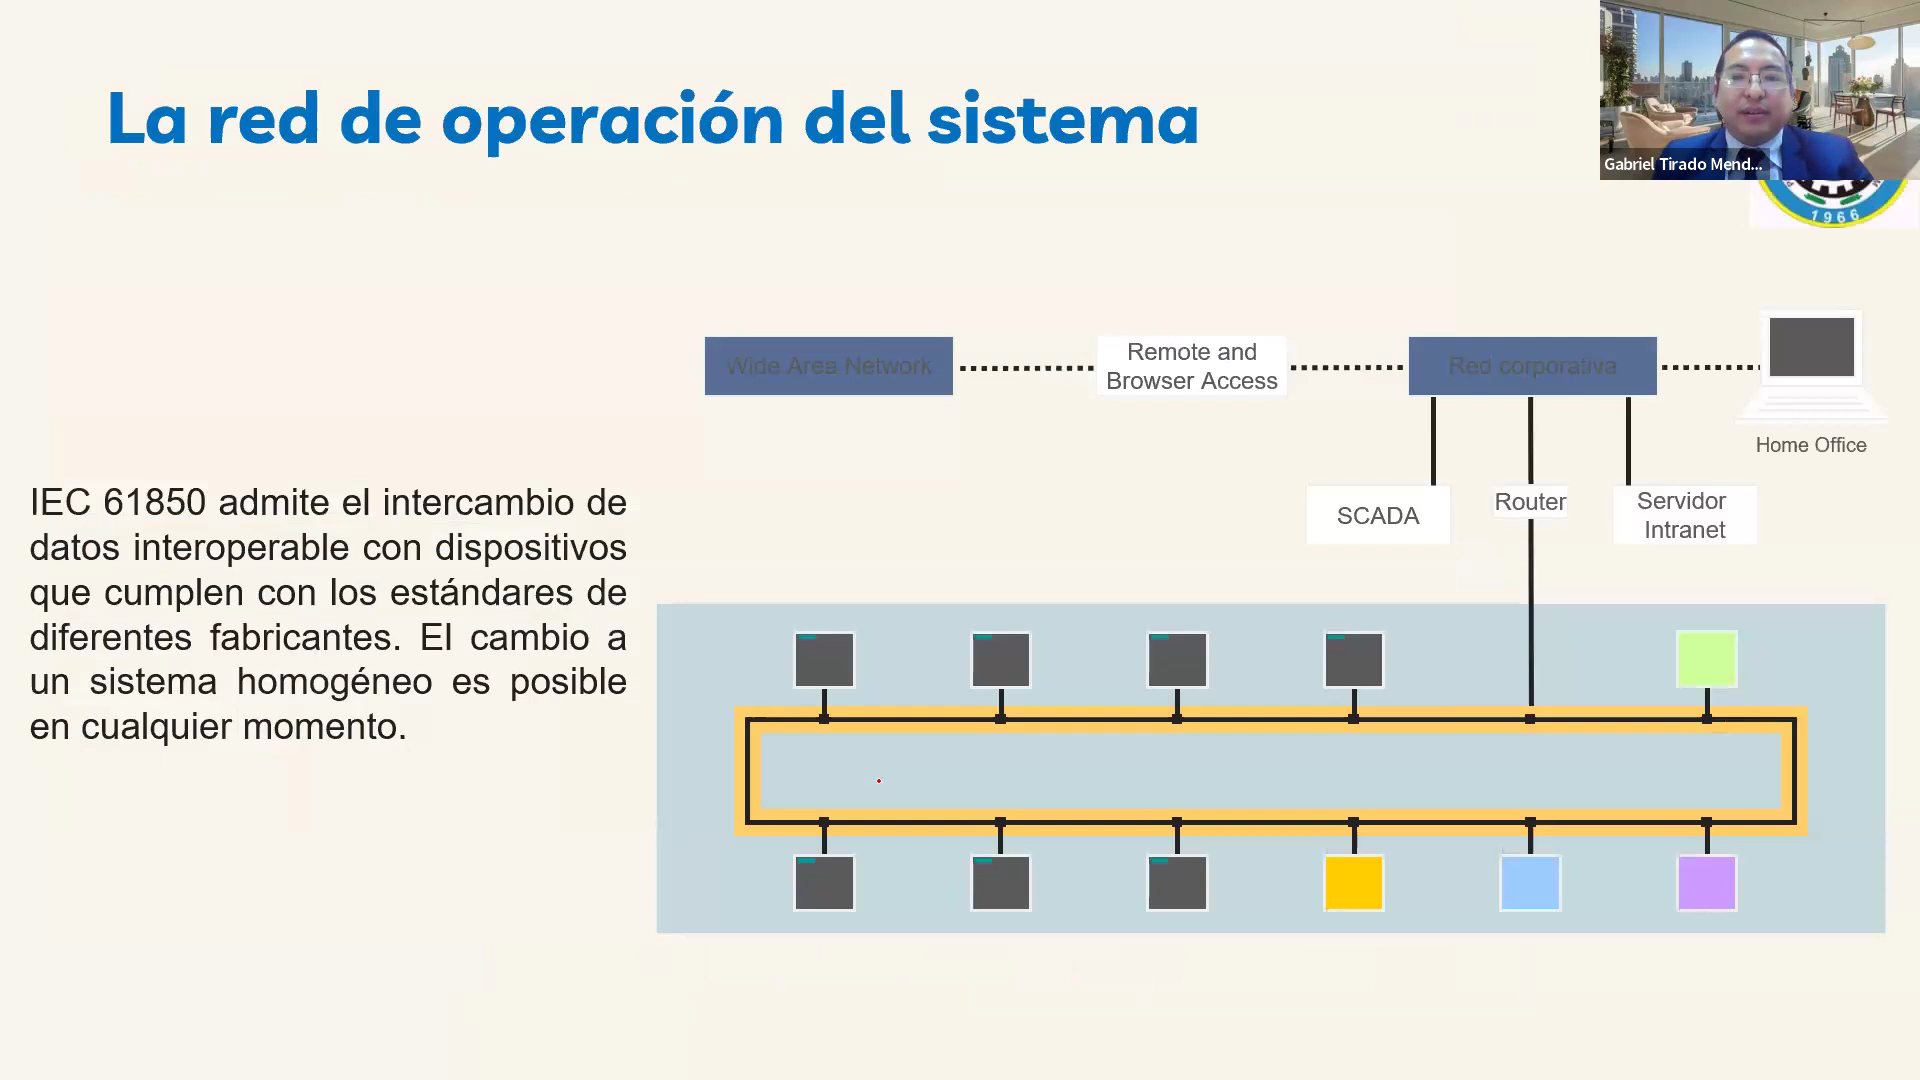 La red de operación del sistema
Gabriel Tirado Mend...
1966
Wide Area Network
Remote and
Browser Access
Red corporativa
Home Office
SCADA
Router
Servidor
Intranet
IEC 61850 admite el intercambio de
datos interoperable con dispositivos
que cumplen con los estándares de
diferentes fabricantes. El cambio a
un sistema homogéneo es posible
en cualquier momento.